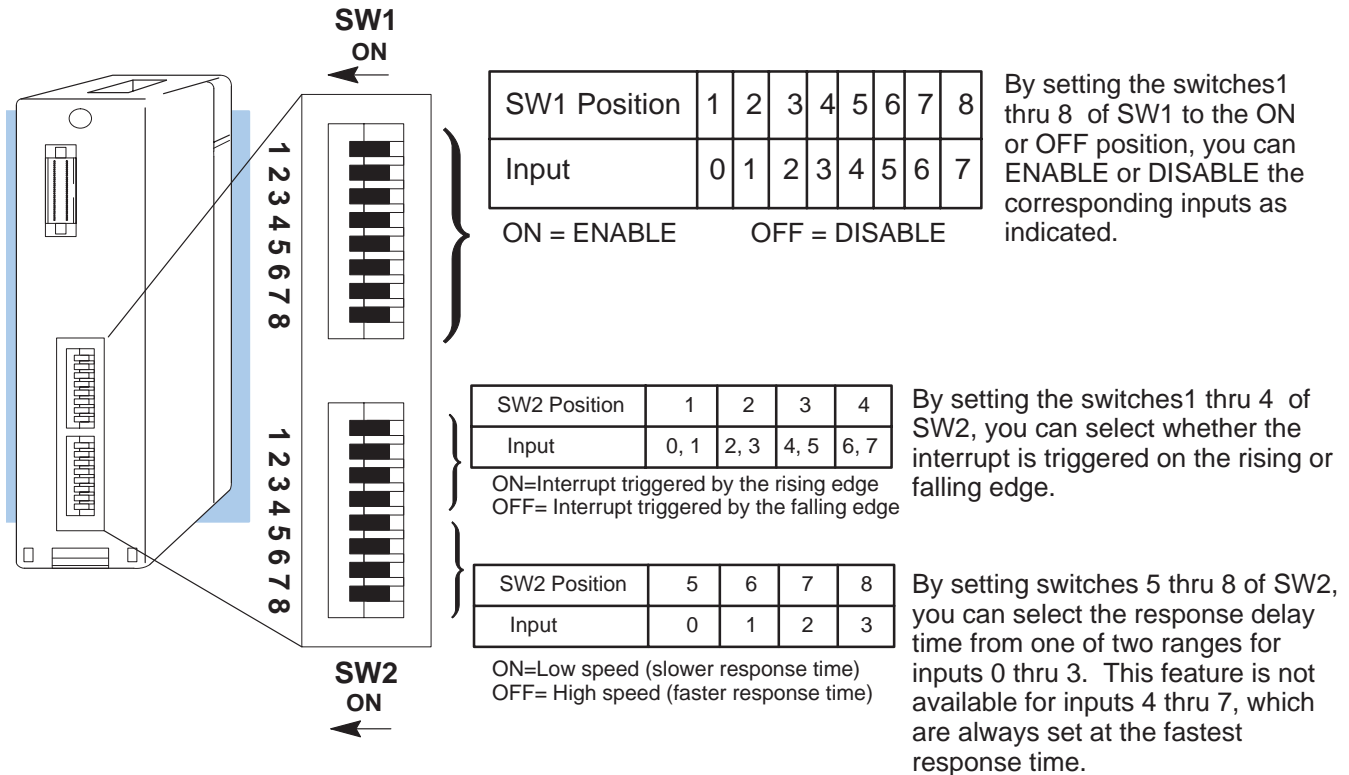 SW1
ON
1
2
3
4
5
6
7
8
SW1 Position 1 2 3 4 5 6 7 8
Input 0 1 2 3 4 5 6 7
ON = ENABLE OFF = DISABLE
By setting the switches1
thru 8 of SW1 to the ON
or OFF position, you can
ENABLE or DISABLE the
corresponding inputs as
indicated.
1
2
3
4
5
6
7
8
SW2
ON
SW2 Position 1 2 3 4
Input 0, 1 2, 3 4, 5 6, 7
ON=Interrupt triggered by the rising edge
OFF= Interrupt triggered by the falling edge
By setting the switches1 thru 4 of
SW2, you can select whether the
interrupt is triggered on the rising or
falling edge.
SW2 Position 5 6 7 8
Input 0 1 2 3
ON=Low speed (slower response time)
OFF= High speed (faster response time)
By setting switches 5 thru 8 of SW2,
you can select the response delay
time from one of two ranges for
inputs 0 thru 3. This feature is not
available for inputs 4 thru 7, which
are always set at the fastest
response time.